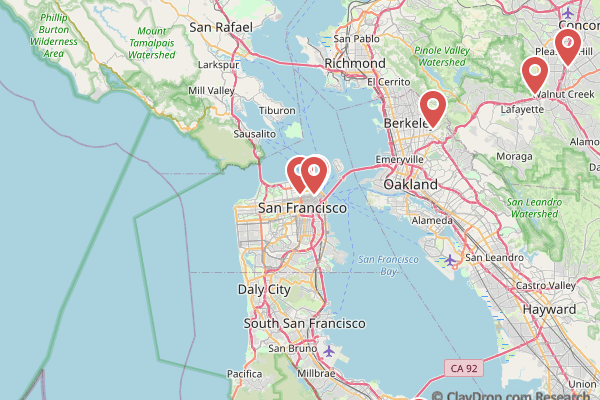 Phillip
Burton
Wilderness
Area
Mount
Tamalpais
Watershed
San Rafael
San Pablo
Pinole Valley
Watershed
Concor
Pleas
Hill
Larkspur
Richmond
El Cerrito
Walnut Creek
Lafayette
Mill Valley
Tiburon
Berkeley
Sausalito
Alamo
Moraga
Emeryville
Oakland
San Leandro
Watershed
San Francisco
Alameda
San Francisco
Bay
San Leandro
Castro Valley
Daly City
Hayward
South San Francisco
San Bruno
Pacifica
Millbrae
CA 92
Union
© ClayDrop.com Research